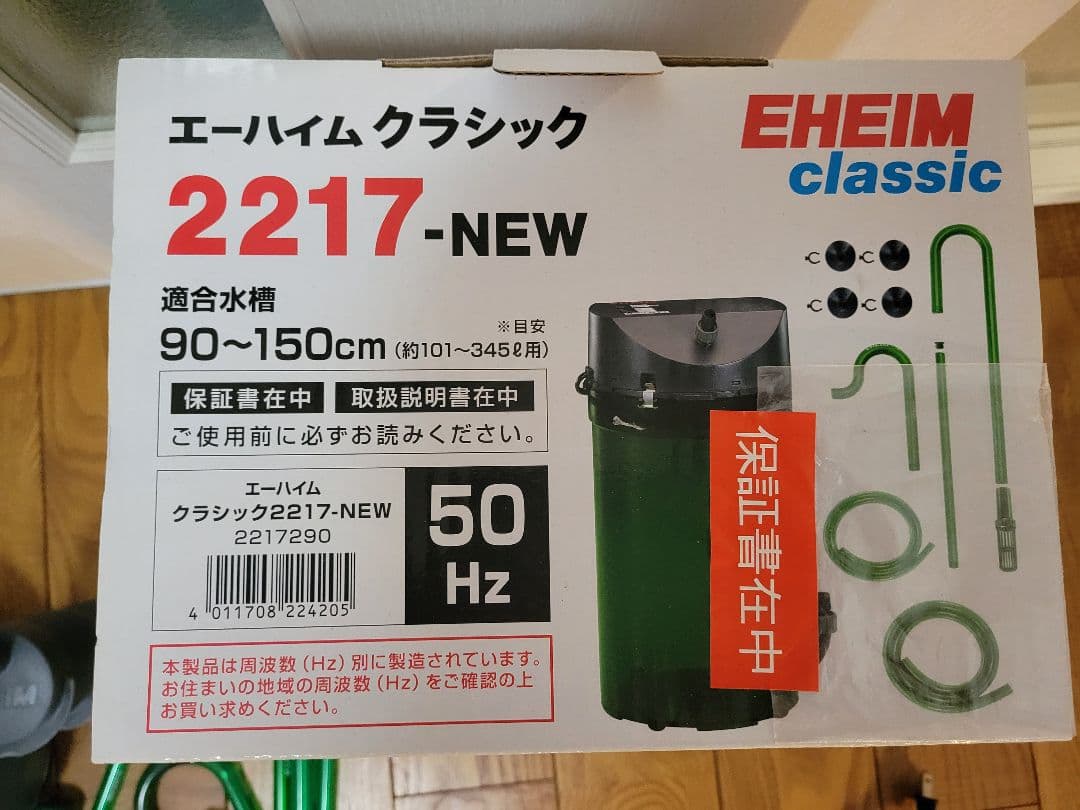 エーハイム クラシック
EHEIM
classic
2217-NEW
適合水槽
※目安
90〜150cm（約101〜345ℓ用）
保証書在中 取扱説明書在中
ご使用前に必ずお読みください。
エーハイム
クラシック2217-NEW
2217290
4 011708 224205
50
Hz
保証書在中
本製品は周波数（Hz）別に製造されています。
お住まいの地域の周波数（Hz）をご確認の上
お買い求めください。